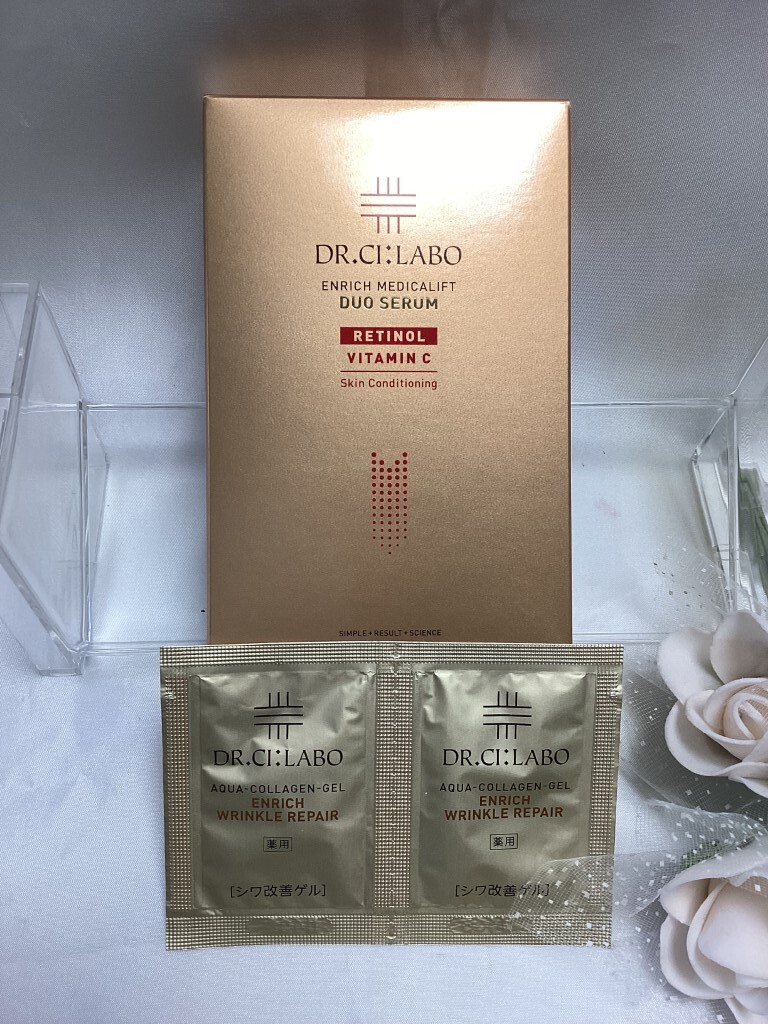 DR.CI:LABO
ENRICH MEDICALIFT
DUO SERUM
RETINOL
VITAMIN C
Skin Conditioning
SIMPLE + RESULT + SCIENCE
DR.CI:LABO
AQUA-COLLAGEN-GEL
ENRICH
WRINKLE REPAIR
薬用
[シワ改善ゲル]
DR.CI:LABO
AQUA-COLLAGEN-GEL
ENRICH
WRINKLE REPAIR
薬用
[シワ改善ゲル]